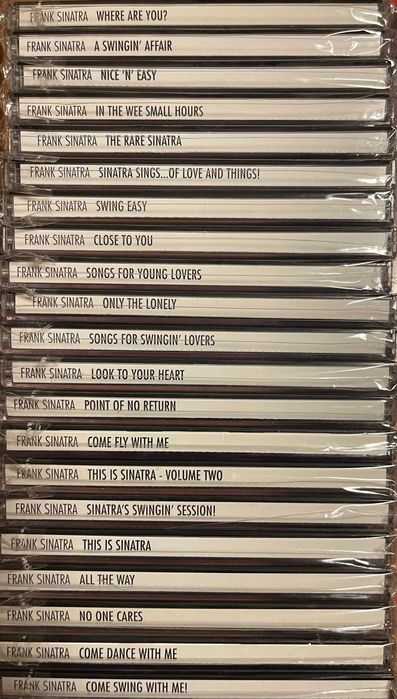 FRANK SINATRA WHERE ARE YOU?
FRANK SINATRA A SWINGIN' AFFAIR
FRANK SINATRA NICE 'N' EASY
FRANK SINATRA IN THE WEE SMALL HOURS
FRANK SINATRA THE RARE SINATRA
FRANK SINATRA SINATRA SINGS...OF LOVE AND THINGS!
FRANK SINATRA SWING EASY
FRANK SINATRA CLOSE TO YOU
FRANK SINATRA SONGS FOR YOUNG LOVERS
FRANK SINATRA ONLY THE LONELY
FRANK SINATRA SONGS FOR SWINGIN' LOVERS
FRANK SINATRA LOOK TO YOUR HEART
FRANK SINATRA POINT OF NO RETURN
FRANK SINATRA COME FLY WITH ME
FRANK SINATRA THIS IS SINATRA - VOLUME TWO
FRANK SINATRA SINATRA'S SWINGIN' SESSION!
FRANK SINATRA THIS IS SINATRA
FRANK SINATRA ALL THE WAY
FRANK SINATRA NO ONE CARES
FRANK SINATRA COME DANCE WITH ME
FRANK SINATRA COME SWING WITH ME!